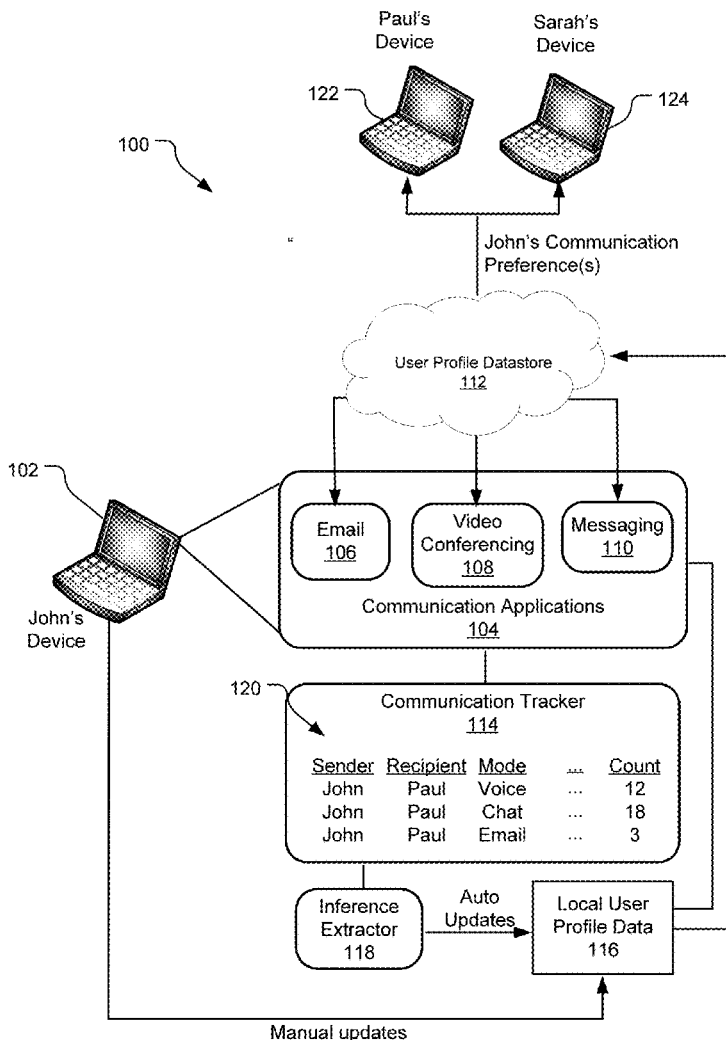 Paul's
Device
Sarah's
Device
122
124
100
“
John's Communication
Preference(s)
User Profile Datastore
112
102
Email
106
Video
Conferencing
108
Messaging
110
John's
Device
Communication Applications
104
120
Communication Tracker
114
Sender Recipient Mode ... Count
John Paul Voice ... 12
John Paul Chat ... 18
John Paul Email ... 3
Inference
Extractor
118
Auto
Updates
Local User
Profile Data
116
Manual updates